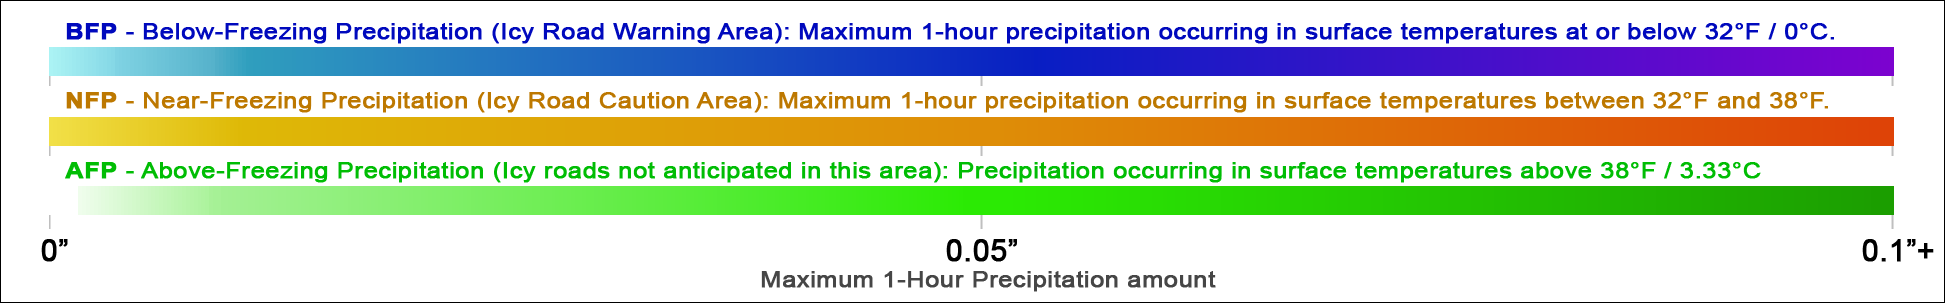 BFP - Below-Freezing Precipitation (Icy Road Warning Area): Maximum 1-hour precipitation occurring in surface temperatures at or below 32°F / 0°C.
NFP - Near-Freezing Precipitation (Icy Road Caution Area): Maximum 1-hour precipitation occurring in surface temperatures between 32°F and 38°F.
AFP - Above-Freezing Precipitation (Icy roads not anticipated in this area): Precipitation occurring in surface temperatures above 38°F / 3.33°C
0” 0.05” 0.1”+
Maximum 1-Hour Precipitation amount